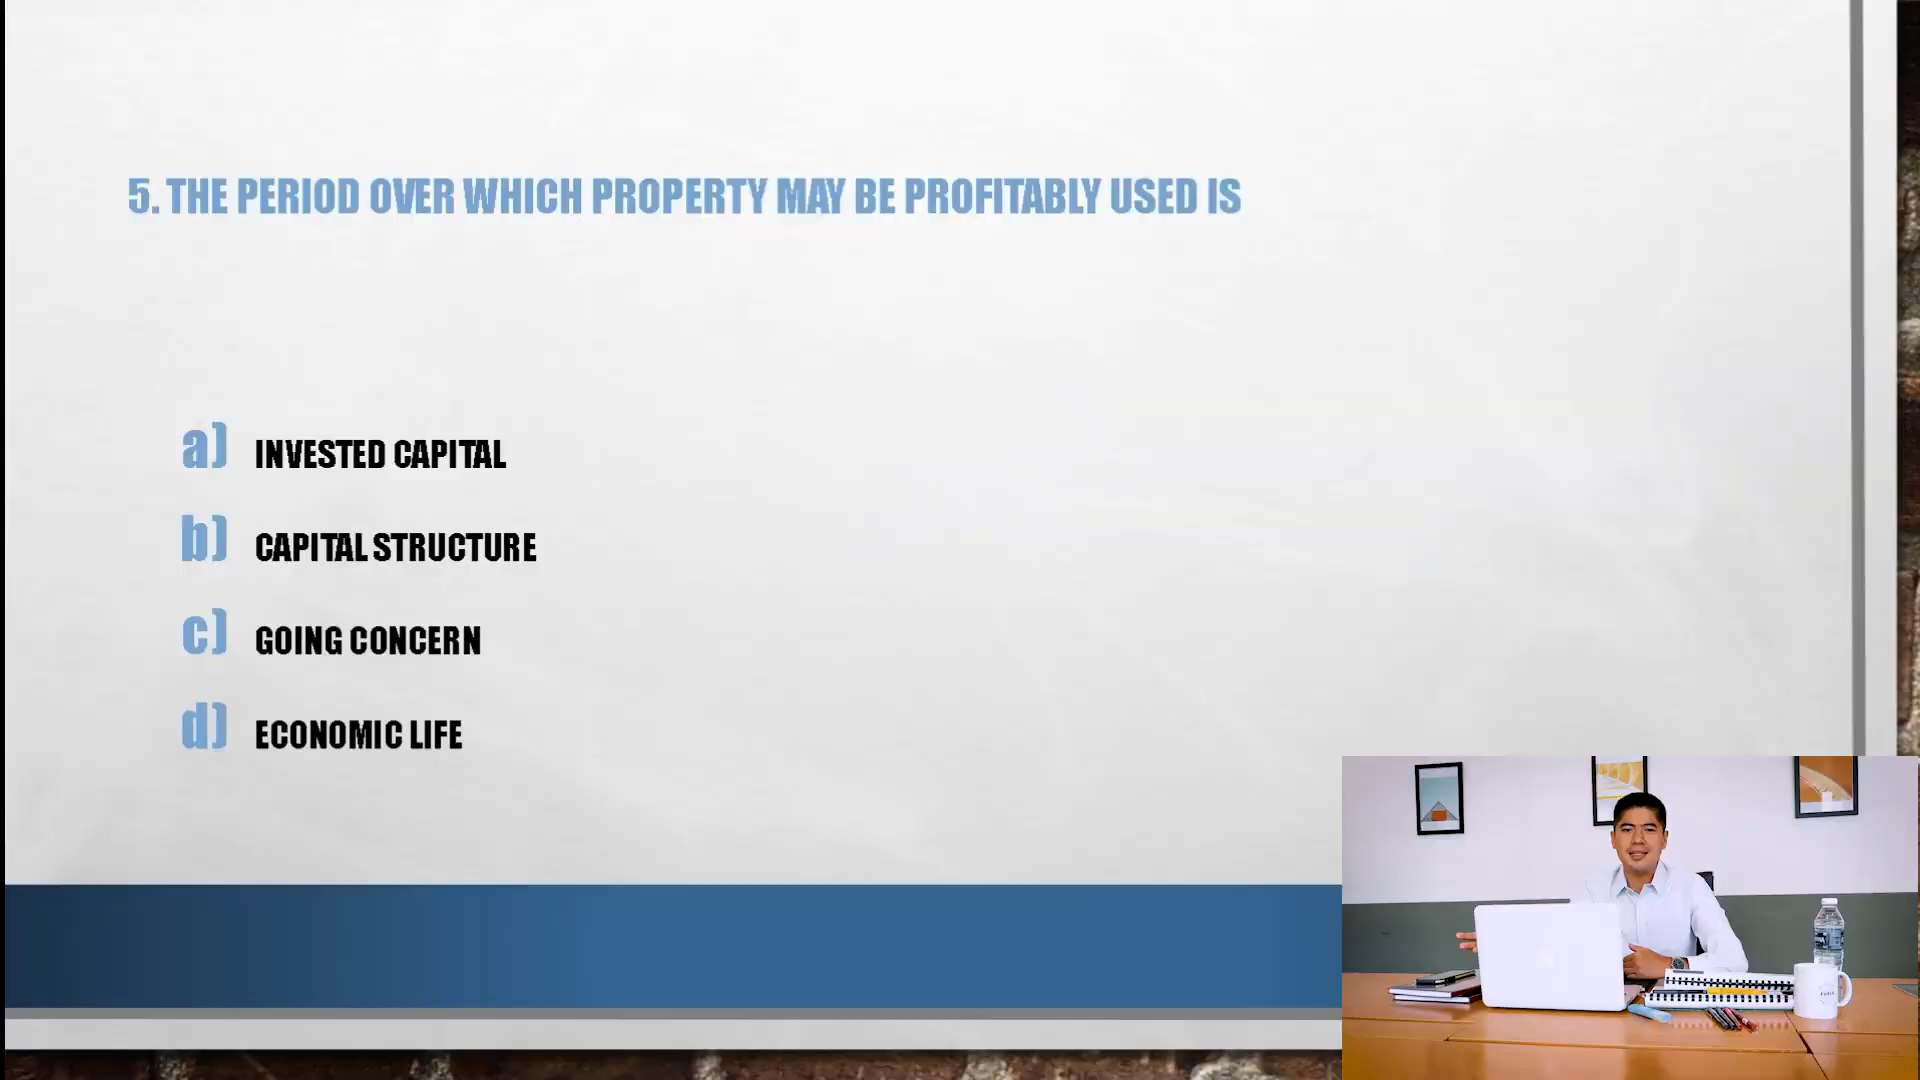 5. THE PERIOD OVER WHICH PROPERTY MAY BE PROFITABLY USED IS
a) INVESTED CAPITAL
b) CAPITAL STRUCTURE
c) GOING CONCERN
d) ECONOMIC LIFE